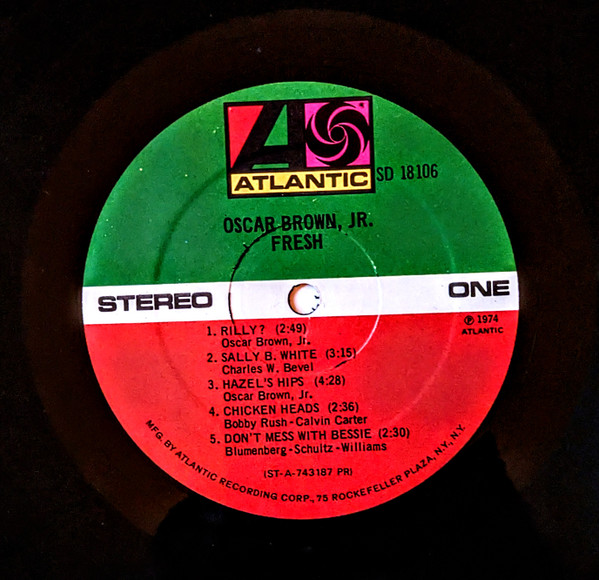 ATLANTIC
SD 18106
OSCAR BROWN, JR.
FRESH
STEREO
ONE
℗ 1974
ATLANTIC
1. RILLY? (2:49)
Oscar Brown, Jr.
2. SALLY B. WHITE (3:15)
Charles W. Bevel
3. HAZEL'S HIPS (4:28)
Oscar Brown, Jr.
4. CHICKEN HEADS (2:36)
Bobby Rush-Calvin Carter
5. DON'T MESS WITH BESSIE (2:30)
Blumenberg-Schultz-Williams
(ST-A-743187 PR)
MFG. BY ATLANTIC RECORDING CORP., 75 ROCKEFELLER PLAZA, N.Y., N.Y.